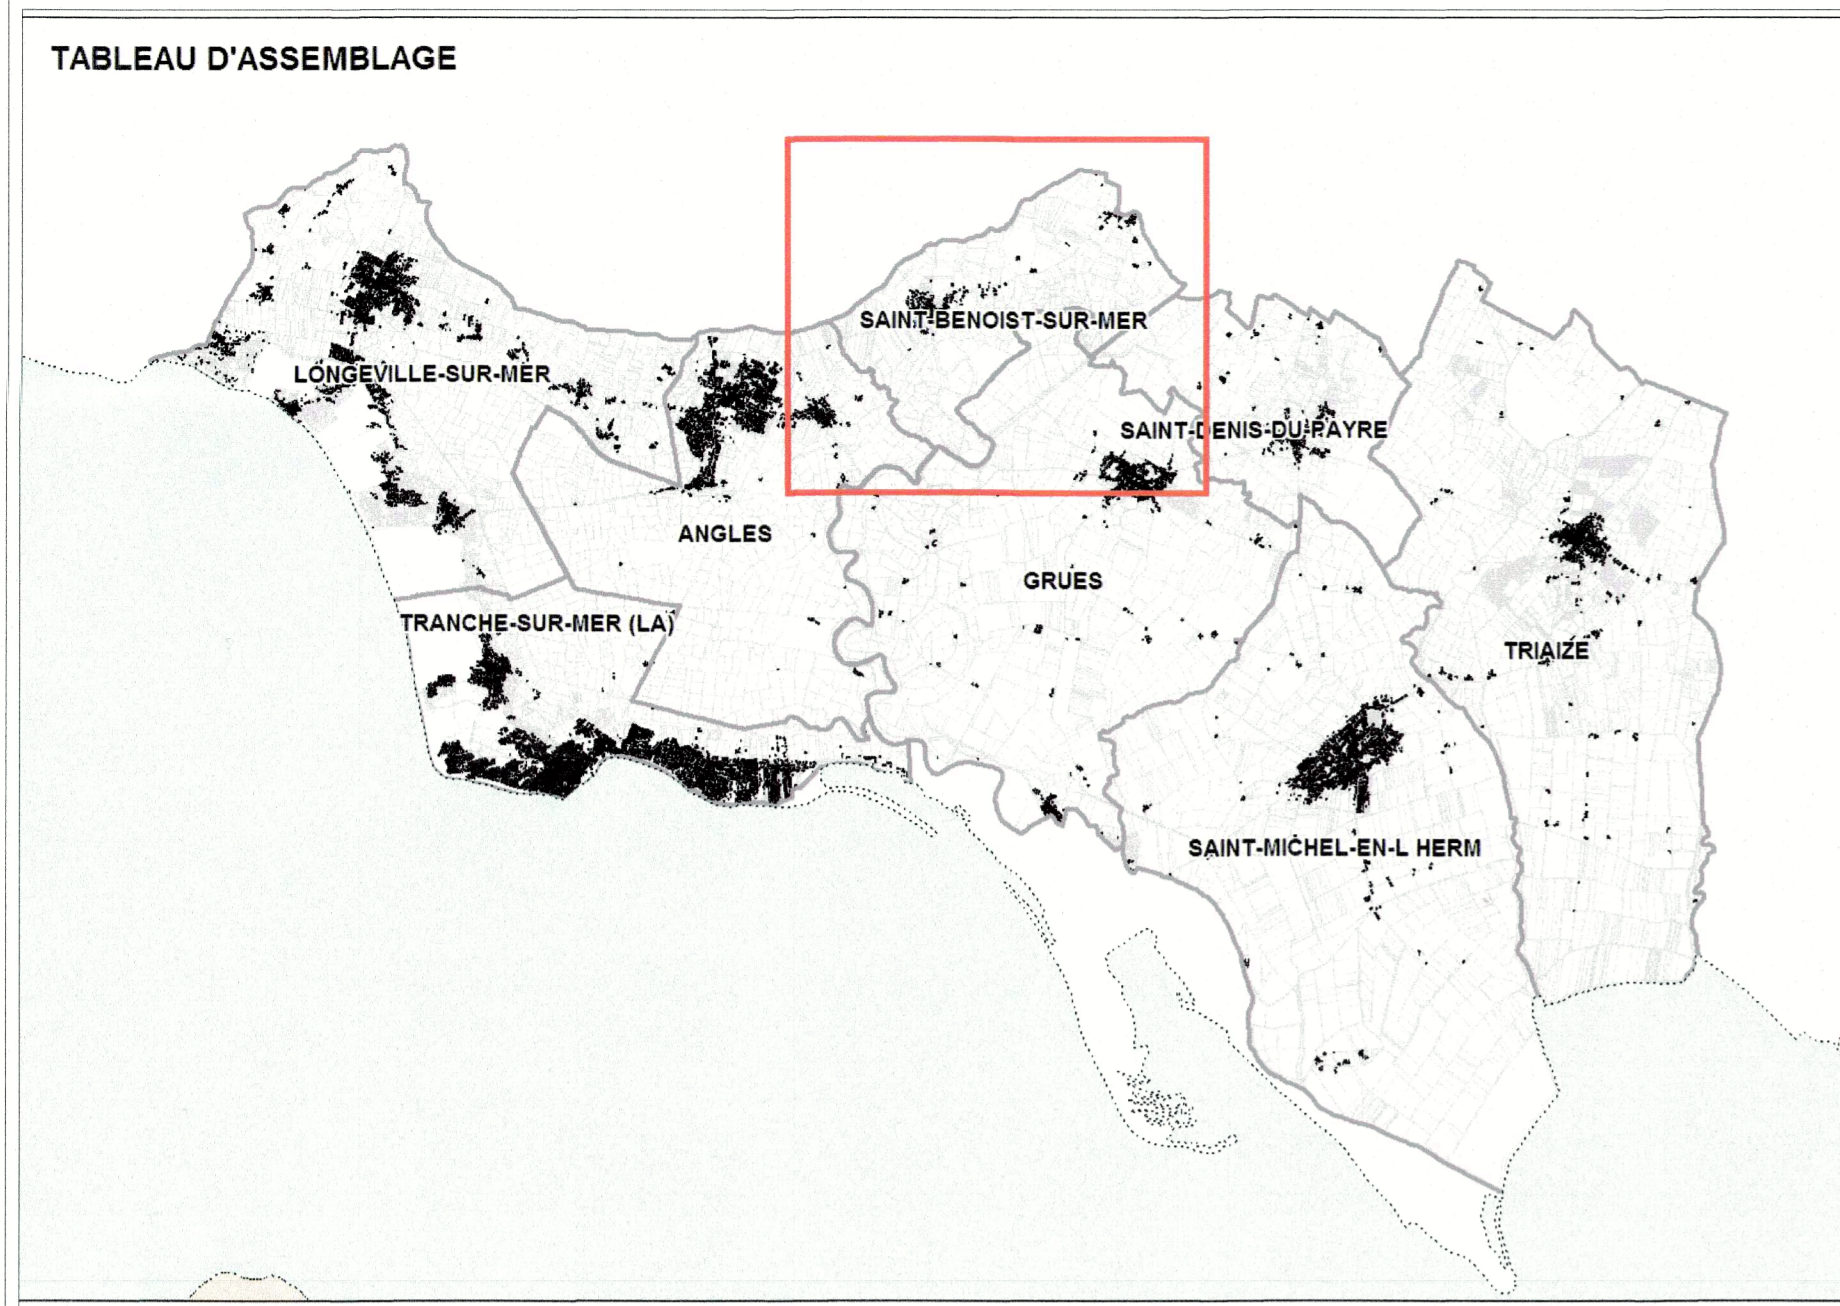 TABLEAU D'ASSEMBLAGE
SAINT-BENOIST-SUR-MER
LONGEVILLE-SUR-MER
SAINT-DENIS-DU-PAYRE
ANGLES
GRUES
TRANCHE-SUR-MER (LA)
TRIAIZE
SAINT-MICHEL-EN-L HERM